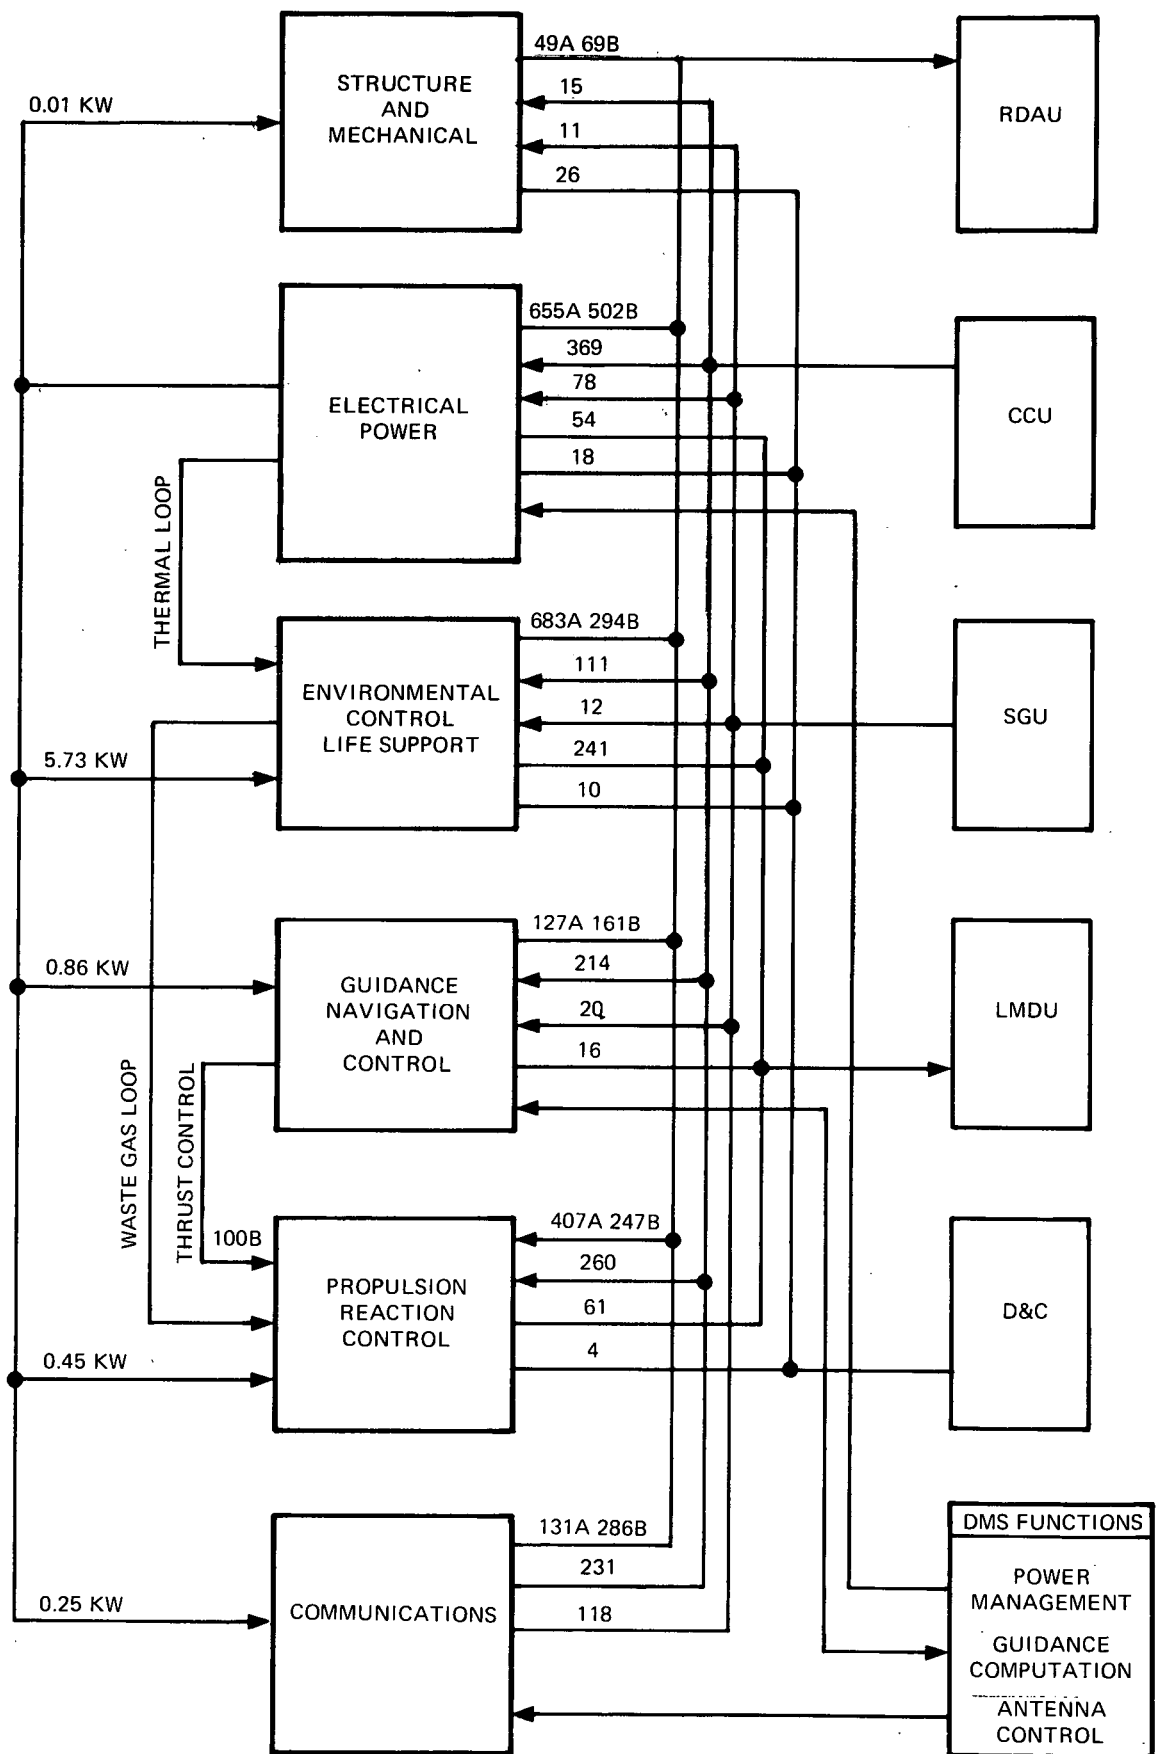 49A 69B
STRUCTURE
AND
MECHANICAL
0.01 KW
15
11
26
RDAU
655A 502B
369
78
54
18
ELECTRICAL
POWER
CCU
THERMAL LOOP
683A 294B
111
12
241
10
ENVIRONMENTAL
CONTROL
LIFE SUPPORT
5.73 KW
SGU
127A 161B
214
20
16
GUIDANCE
NAVIGATION
AND
CONTROL
0.86 KW
LMDU
WASTE GAS LOOP
THRUST CONTROL
100B
407A 247B
260
61
4
PROPULSION
REACTION
CONTROL
0.45 KW
D&C
131A 286B
231
118
COMMUNICATIONS
0.25 KW
DMS FUNCTIONS
POWER
MANAGEMENT
GUIDANCE
COMPUTATION
ANTENNA
CONTROL